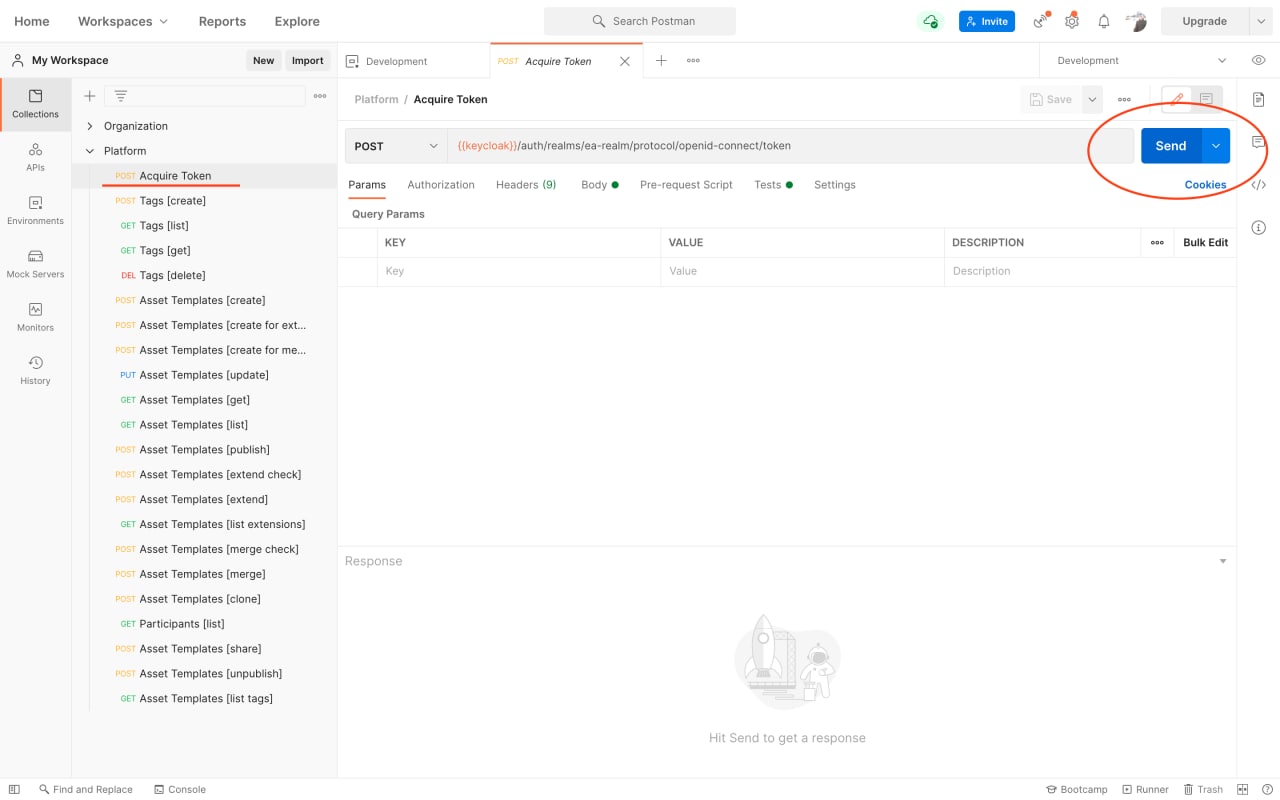 Home Workspaces Reports Explore Search Postman Invite Upgrade
My Workspace New Import Development POST Acquire Token Development
Collections
APIs
Environments
Mock Servers
Monitors
History
Organization
Platform
POST Acquire Token
POST Tags [create]
GET Tags [list]
GET Tags [get]
DEL Tags [delete]
POST Asset Templates [create]
POST Asset Templates [create for ext...
POST Asset Templates [create for me...
PUT Asset Templates [update]
GET Asset Templates [get]
GET Asset Templates [list]
POST Asset Templates [publish]
POST Asset Templates [extend check]
POST Asset Templates [extend]
GET Asset Templates [list extensions]
POST Asset Templates [merge check]
POST Asset Templates [merge]
POST Asset Templates [clone]
GET Participants [list]
POST Asset Templates [share]
POST Asset Templates [unpublish]
GET Asset Templates [list tags]
Platform / Acquire Token Save
POST {{keycloak}}/auth/realms/ea-realm/protocol/openid-connect/token Send
Params Authorization Headers (9) Body Pre-request Script Tests Settings Cookies
Query Params
KEY VALUE DESCRIPTION Bulk Edit
Key Value Description
Response
Hit Send to get a response
Find and Replace Console Bootcamp Runner Trash